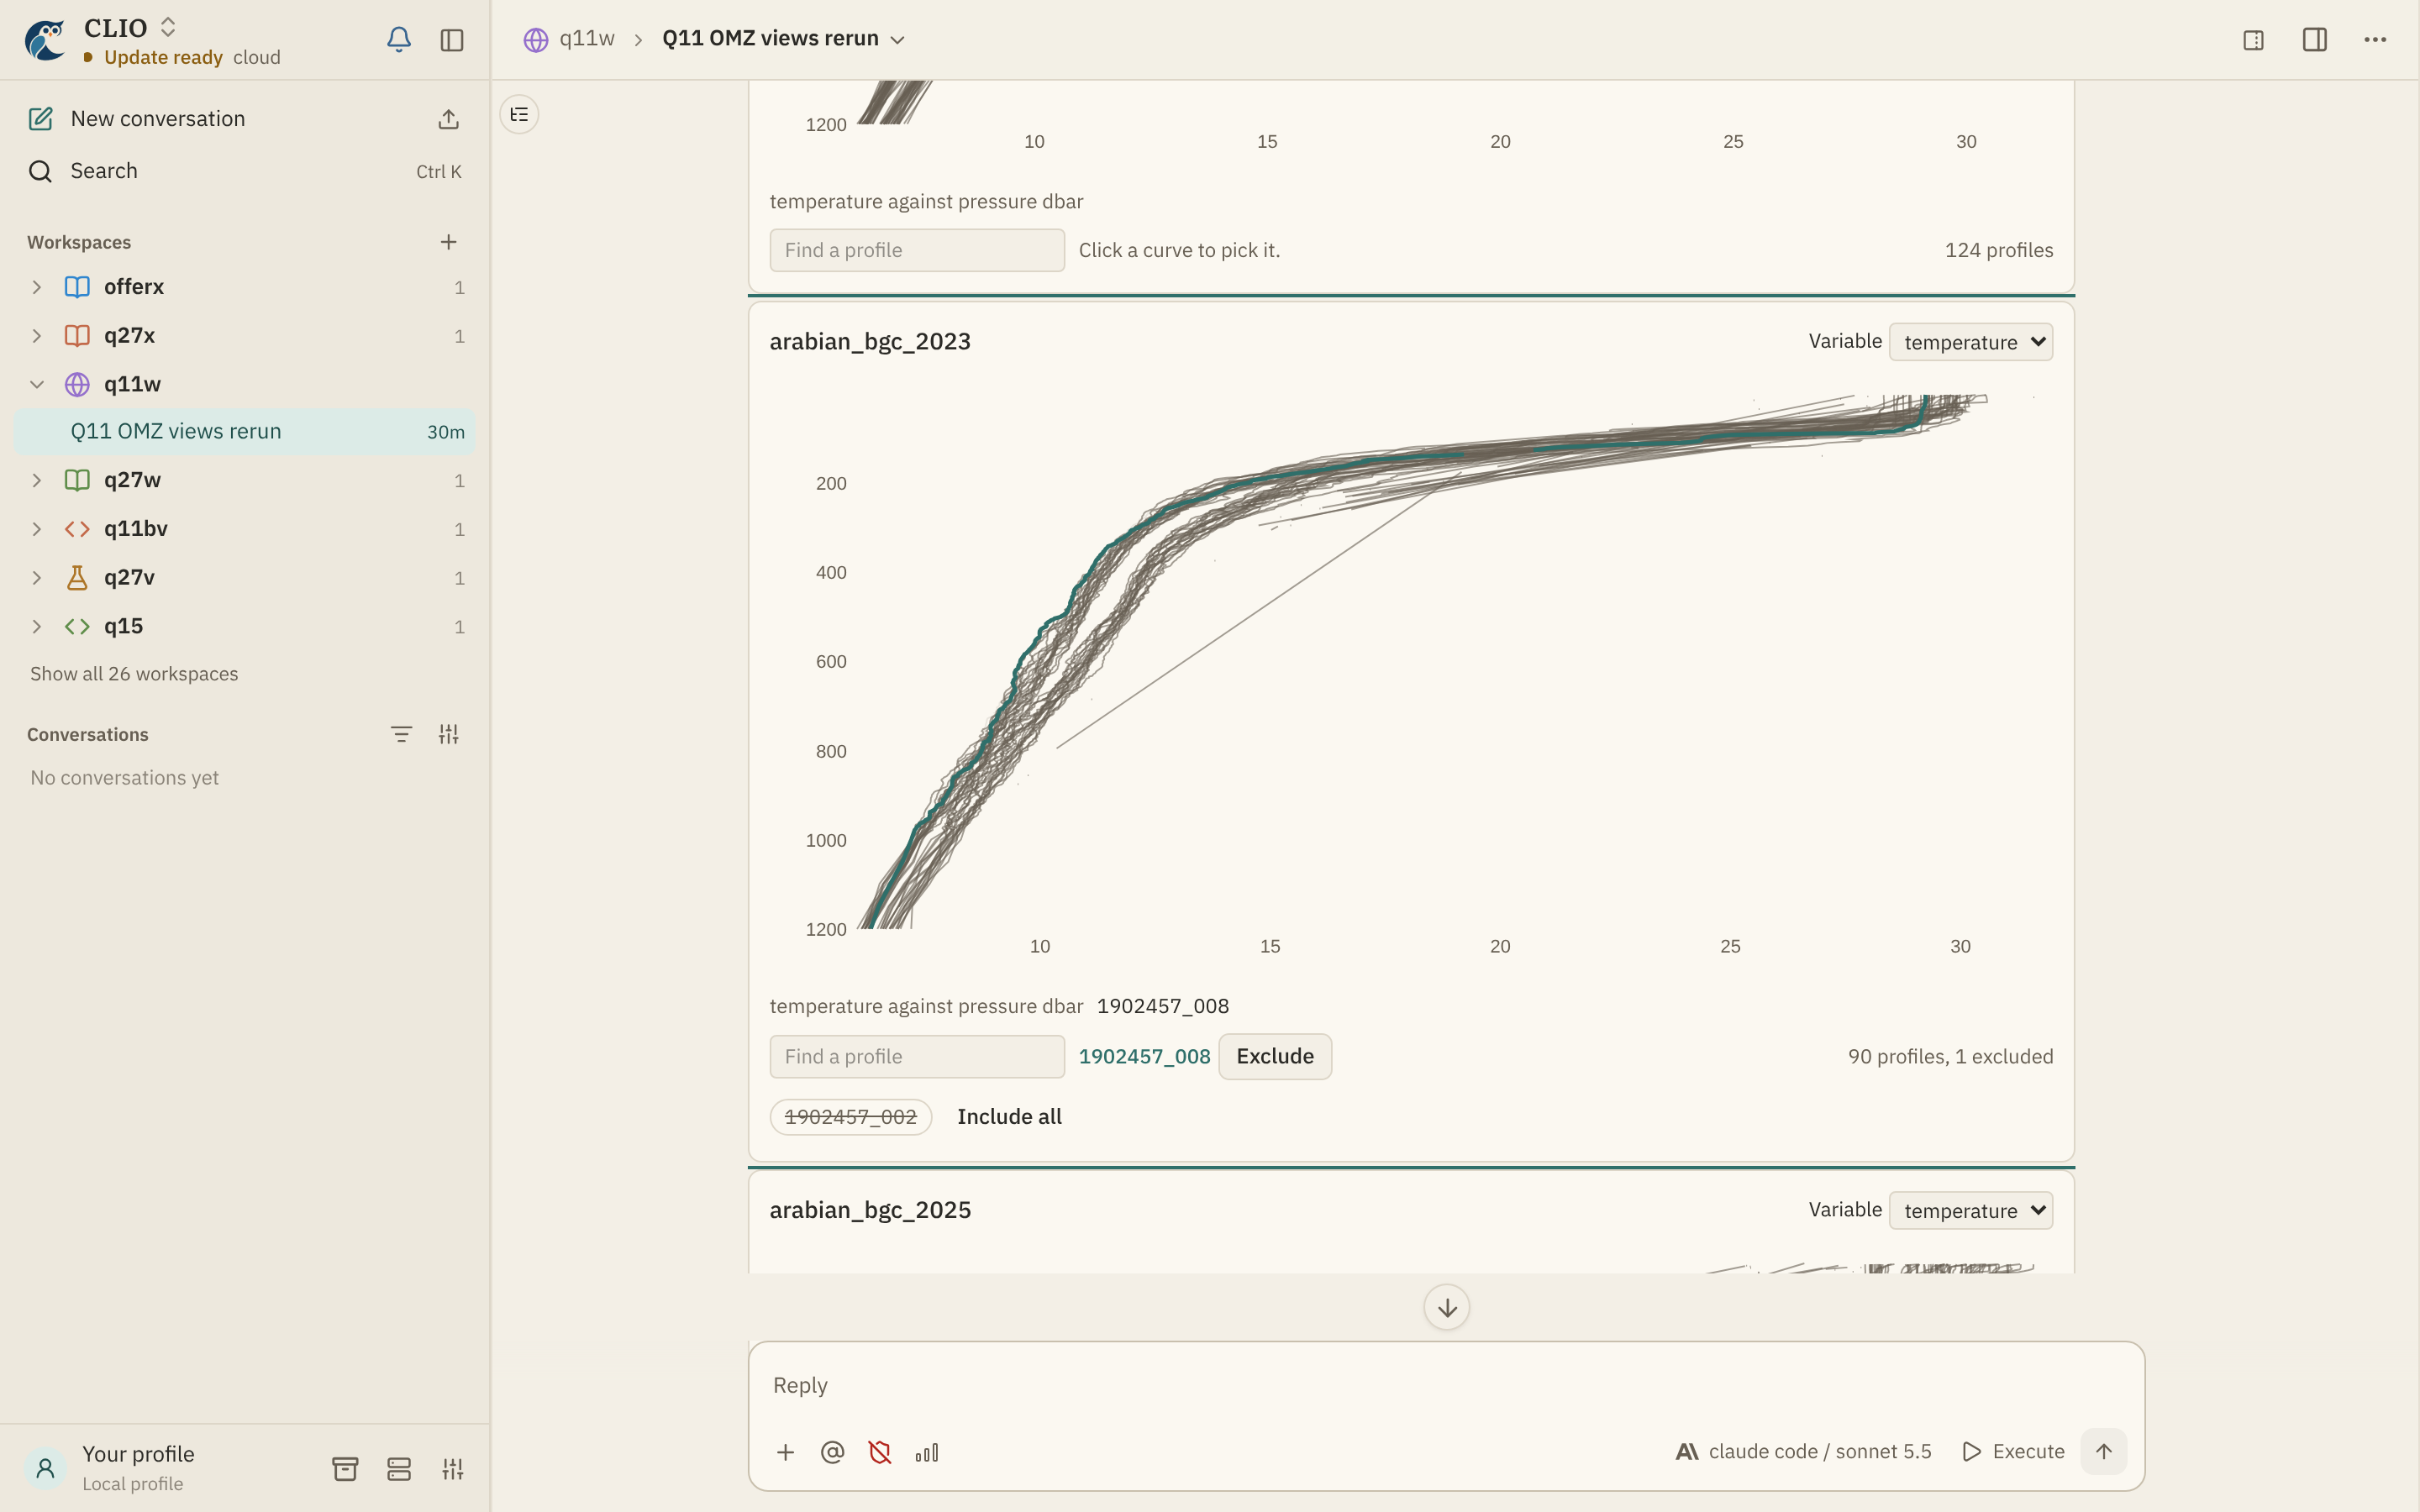 CLIO
Update ready cloud
New conversation
Search Ctrl K
Workspaces
offerx 1
q27x 1
q11w
Q11 OMZ views rerun 30m
q27w 1
q11bv 1
q27v 1
q15 1
Show all 26 workspaces
Conversations
No conversations yet
Your profile
Local profile
q11w Q11 OMZ views rerun
1200
10 15 20 25 30
temperature against pressure dbar
Find a profile Click a curve to pick it. 124 profiles
arabian_bgc_2023 Variable temperature
200
400
600
800
1000
1200
10 15 20 25 30
temperature against pressure dbar 1902457_008
Find a profile 1902457_008 Exclude 90 profiles, 1 excluded
1902457_002 Include all
arabian_bgc_2025 Variable temperature
Reply
claude code / sonnet 5.5 Execute